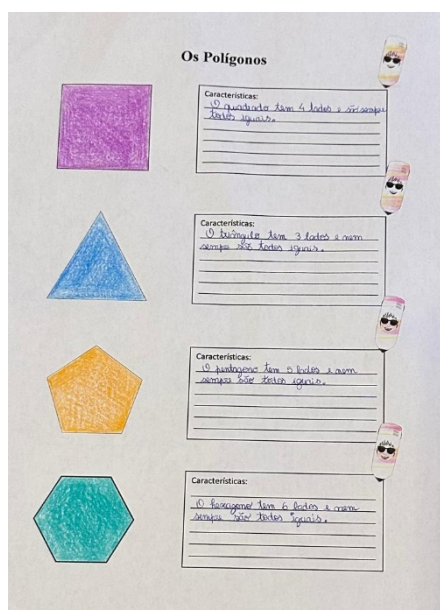 Os Polígonos
Características:
O quadrado tem 4 lados e são sempre
todos iguais.
Características:
O triângulo tem 3 lados e nem
sempre são todos iguais.
Características:
O pentagono tem 5 lados e nem
sempre são todos iguais.
Características:
O hexagono tem 6 lados e nem
sempre são todos iguais.